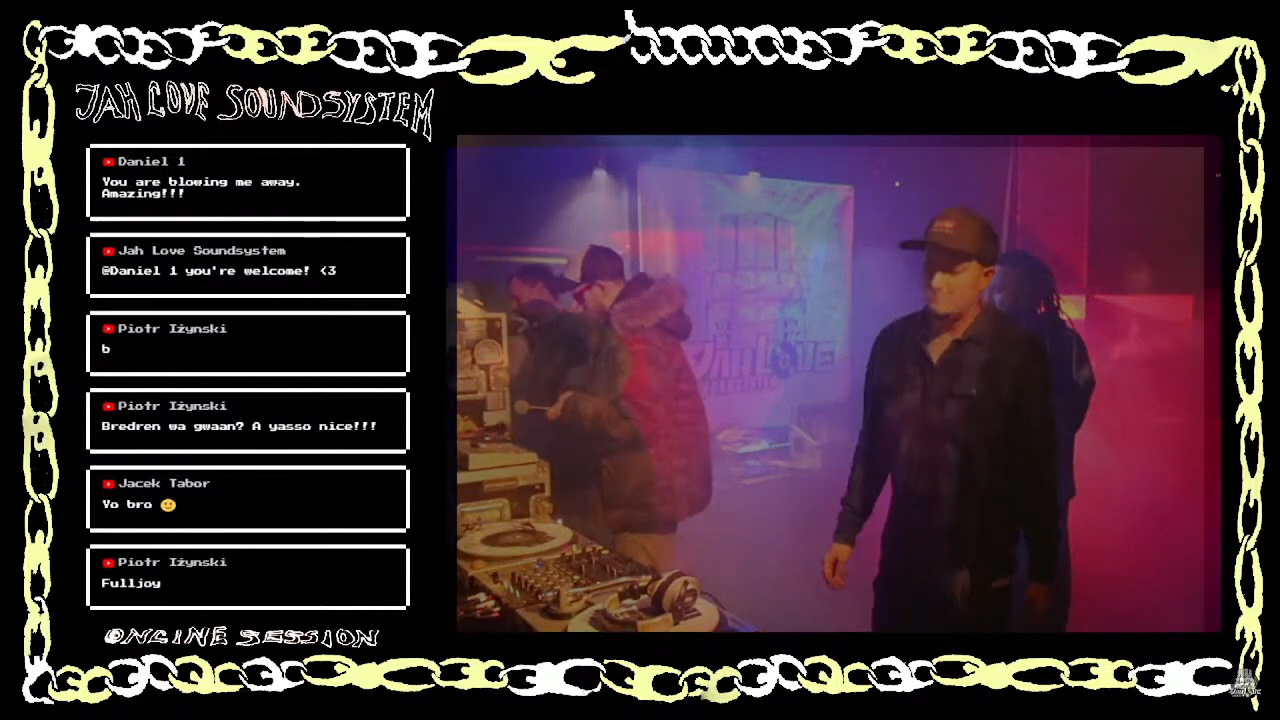 JAH LOVE SOUNDSYSTEM
Daniel 1
You are blowing me away.
Amazing!!!
Jah Love Soundsystem
@Daniel 1 you're welcome! <3
Piotr Iżynski
b
Piotr Iżynski
Bredren wa gwaan? A yasso nice!!!
Jacek Tabor
Yo bro 🙂
Piotr Iżynski
Fulljoy
ONLINE SESSION
JAH LOVE